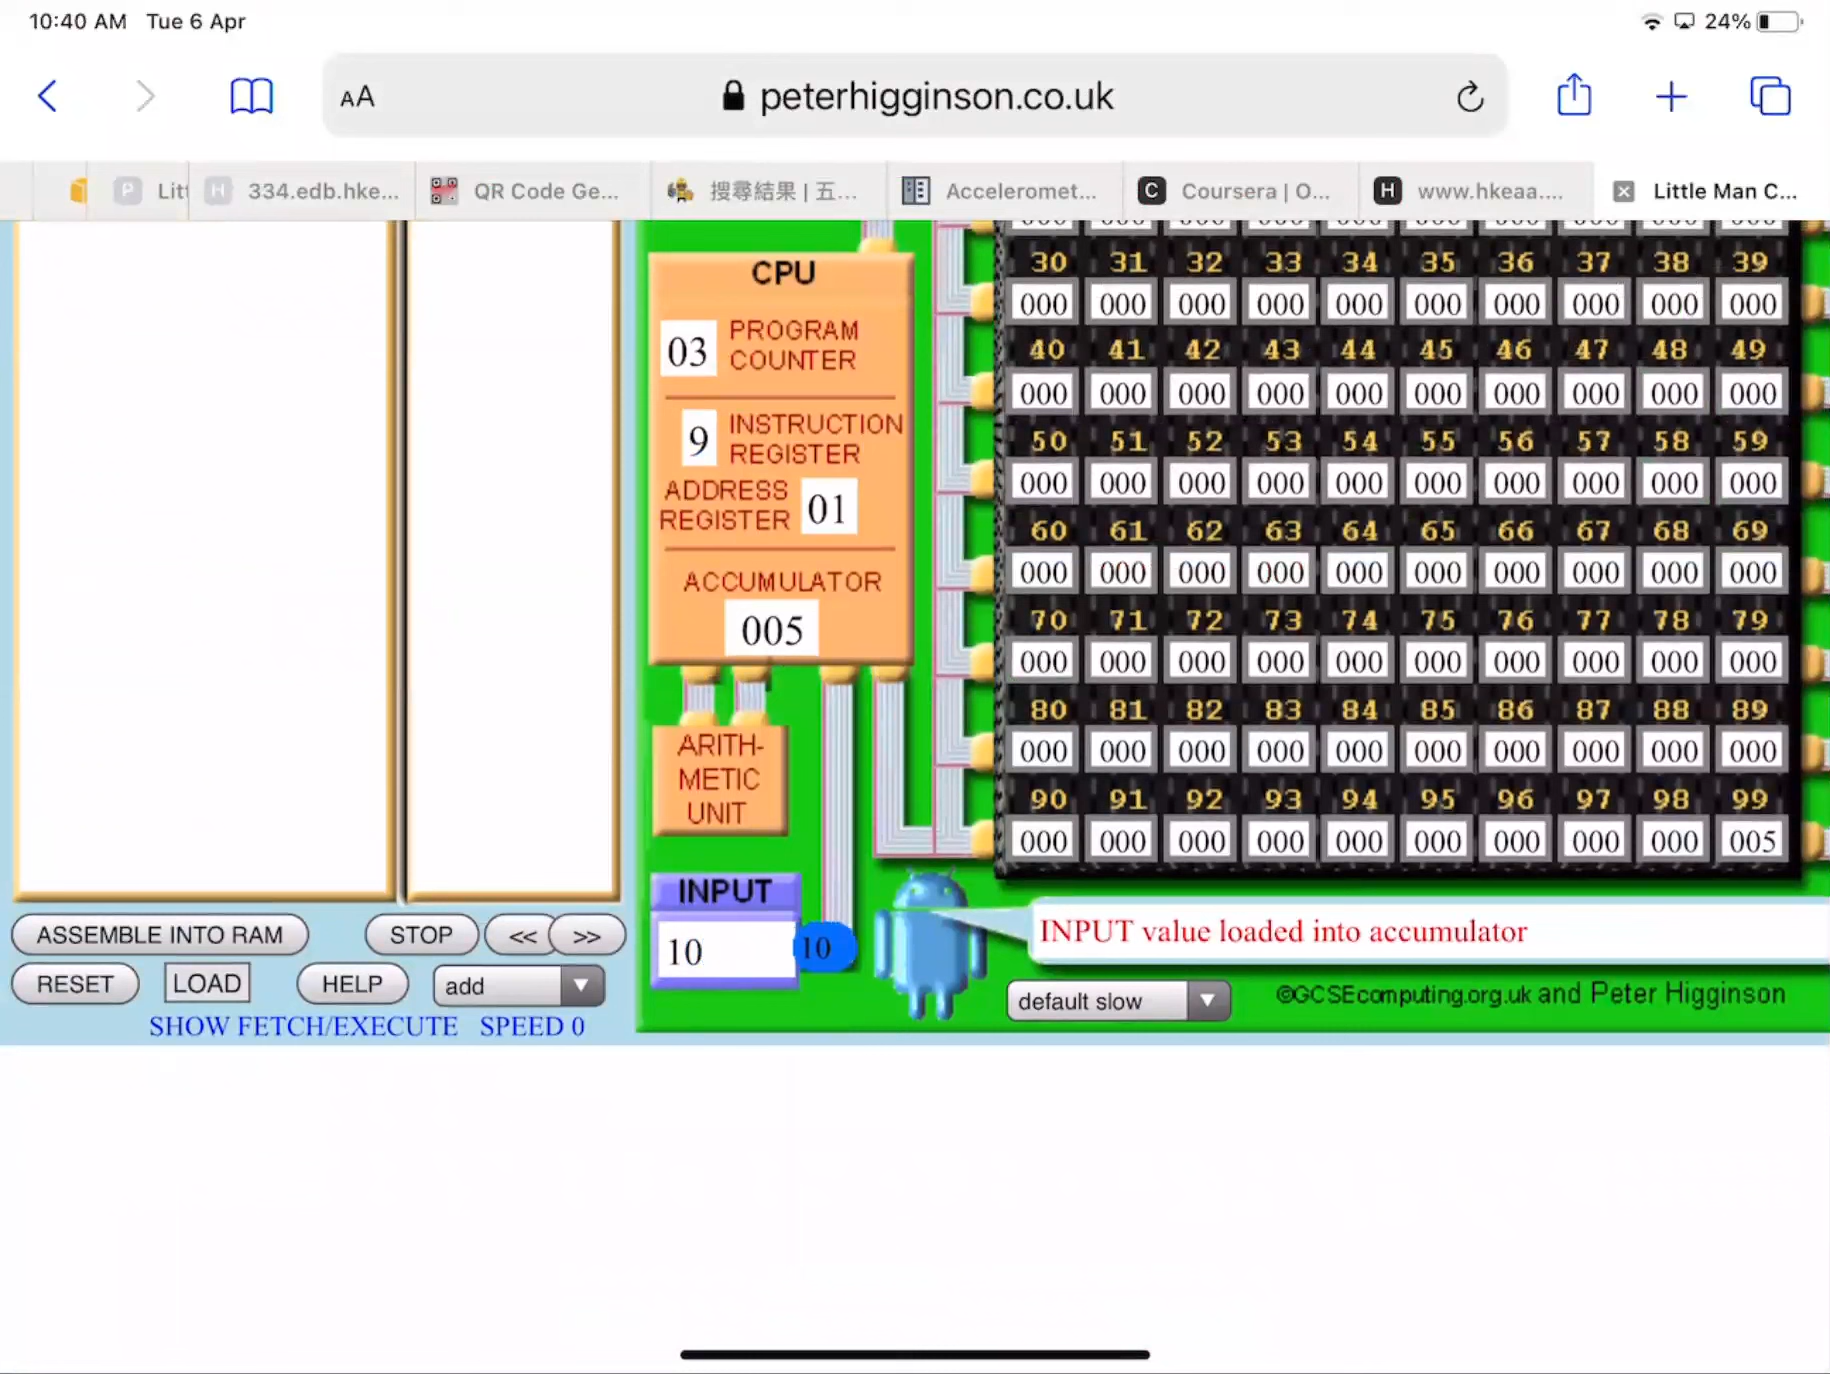 10:40 AM Tue 6 Apr
24%
AA
peterhigginson.co.uk
P Litt
H 334.edb.hke...
QR Code Ge...
搜尋結果 | 五...
Acceleromet...
C Coursera | O...
H www.hkeaa....
Little Man C...
000 000 000 000 000 000 000 000 000 000
CPU
03 PROGRAM COUNTER
9 INSTRUCTION REGISTER
ADDRESS REGISTER 01
ACCUMULATOR
005
ARITH-
METIC
UNIT
30 31 32 33 34 35 36 37 38 39
000 000 000 000 000 000 000 000 000 000
40 41 42 43 44 45 46 47 48 49
000 000 000 000 000 000 000 000 000 000
50 51 52 53 54 55 56 57 58 59
000 000 000 000 000 000 000 000 000 000
60 61 62 63 64 65 66 67 68 69
000 000 000 000 000 000 000 000 000 000
70 71 72 73 74 75 76 77 78 79
000 000 000 000 000 000 000 000 000 000
80 81 82 83 84 85 86 87 88 89
000 000 000 000 000 000 000 000 000 000
90 91 92 93 94 95 96 97 98 99
000 000 000 000 000 000 000 000 000 005
INPUT
10
10
INPUT value loaded into accumulator
ASSEMBLE INTO RAM STOP << >>
RESET LOAD HELP add
SHOW FETCH/EXECUTE SPEED 0
default slow
©GCSEcomputing.org.uk and Peter Higginson